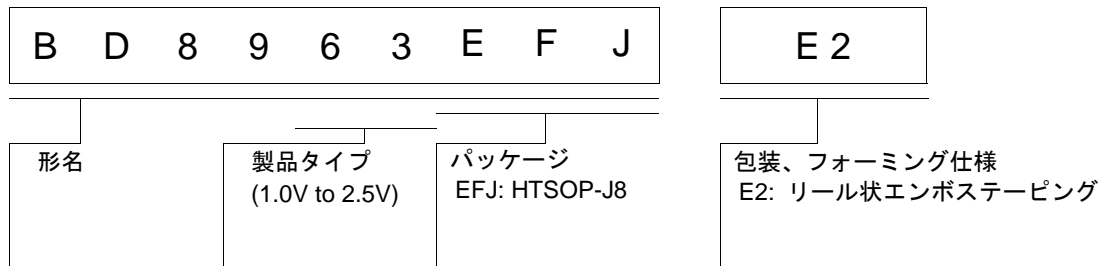 B D 8 9 6 3 E F J
E 2
形名
製品タイプ
(1.0V to 2.5V)
パッケージ
EFJ: HTSOP-J8
包装、フォーミング仕様
E2: リール状エンボステーピング